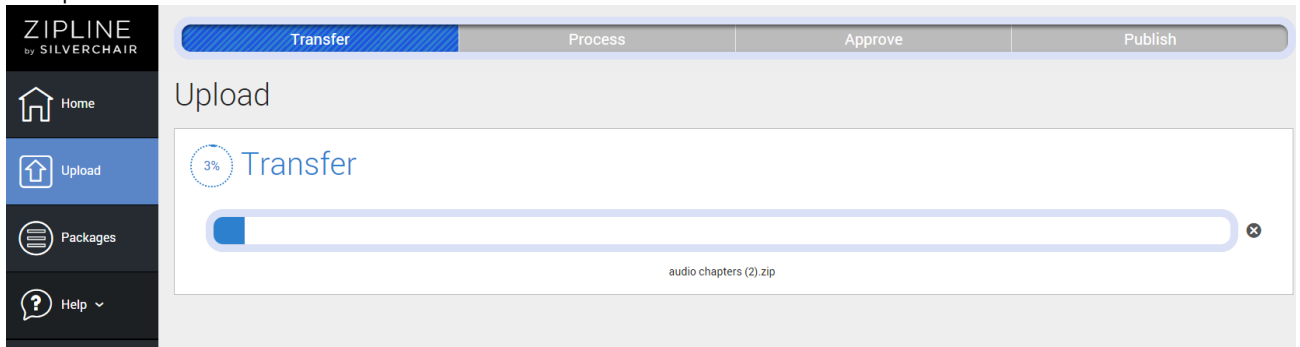 ZIPLINE
by SILVERCHAIR
Transfer
Process
Approve
Publish
Home
Upload
Upload
3%
Transfer
Packages
audio chapters (2).zip
Help